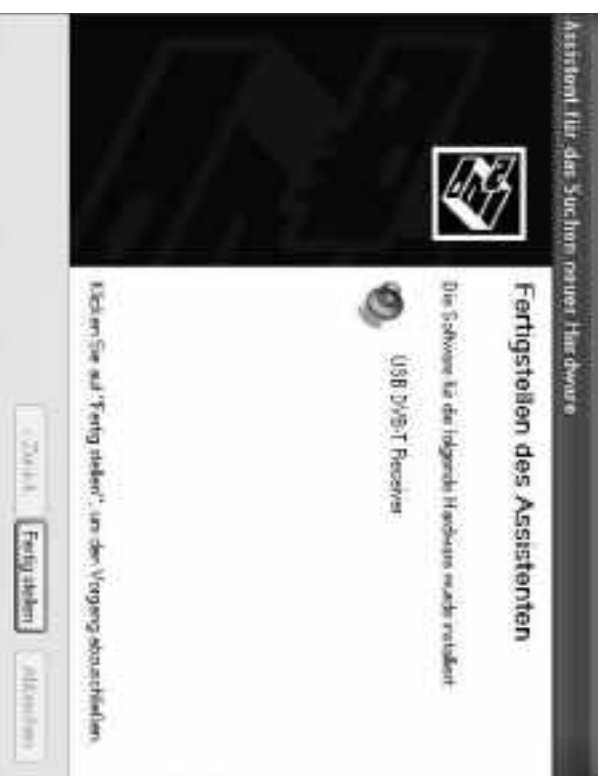 Assistent für das Suchen neuer Hardware
Fertigstellen des Assistenten
Die Software für die folgende Hardware wurde installiert:
USB DVB-T Receiver
Klicken Sie auf "Fertig stellen", um den Vorgang abzuschließen.
< Zurück
Fertig stellen
Abbrechen